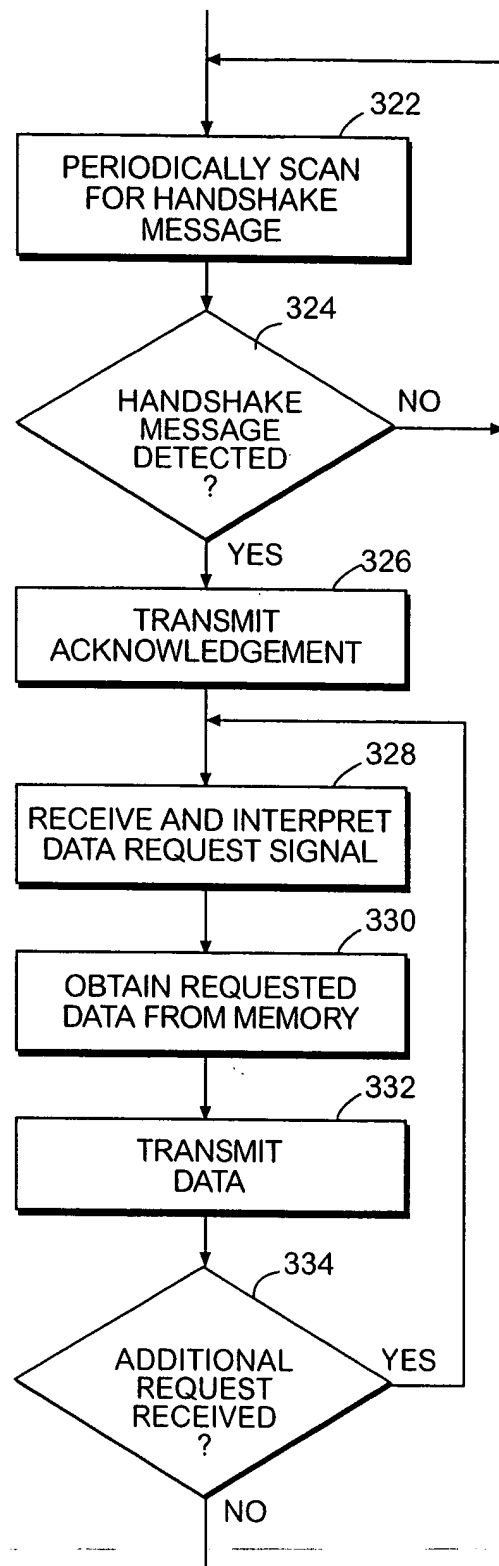 322
PERIODICALLY SCAN
FOR HANDSHAKE
MESSAGE
324
HANDSHAKE
MESSAGE
DETECTED
?
NO
YES
326
TRANSMIT
ACKNOWLEDGEMENT
328
RECEIVE AND INTERPRET
DATA REQUEST SIGNAL
330
OBTAIN REQUESTED
DATA FROM MEMORY
332
TRANSMIT
DATA
334
ADDITIONAL
REQUEST
RECEIVED
?
YES
NO